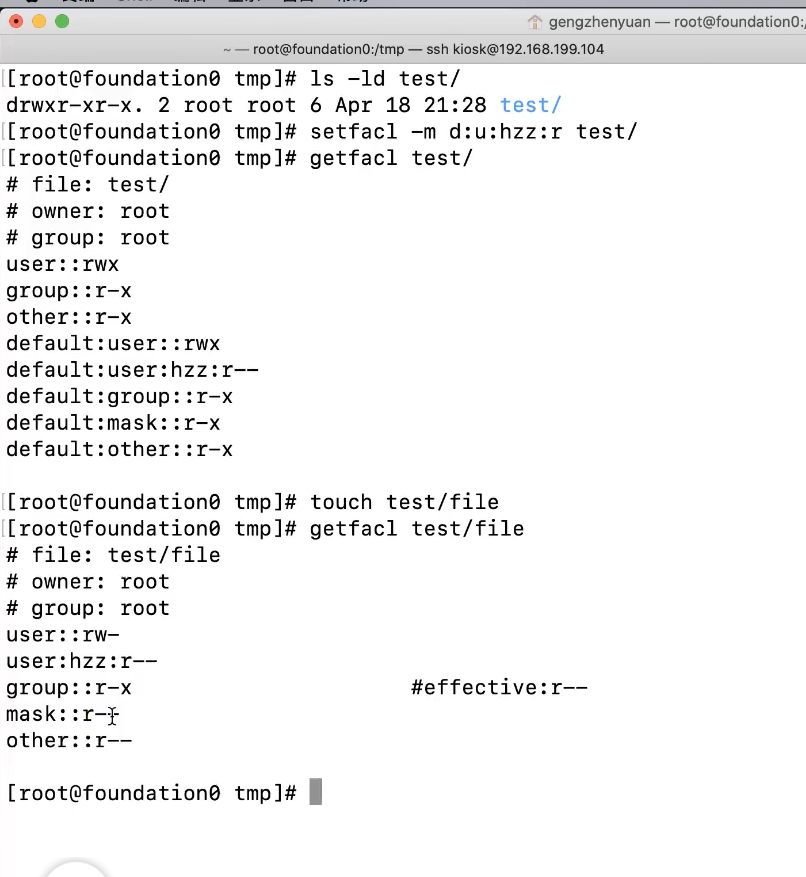 gengzhenyuan — root@foundation0:/
~ — root@foundation0:/tmp — ssh kiosk@192.168.199.104
[root@foundation0 tmp]# ls -ld test/
drwxr-xr-x. 2 root root 6 Apr 18 21:28 test/
[root@foundation0 tmp]# setfacl -m d:u:hzz:r test/
[root@foundation0 tmp]# getfacl test/
# file: test/
# owner: root
# group: root
user::rwx
group::r-x
other::r-x
default:user::rwx
default:user:hzz:r--
default:group::r-x
default:mask::r-x
default:other::r-x
[root@foundation0 tmp]# touch test/file
[root@foundation0 tmp]# getfacl test/file
# file: test/file
# owner: root
# group: root
user::rw-
user:hzz:r--
group::r-x #effective:r--
mask::r--
other::r--
[root@foundation0 tmp]#